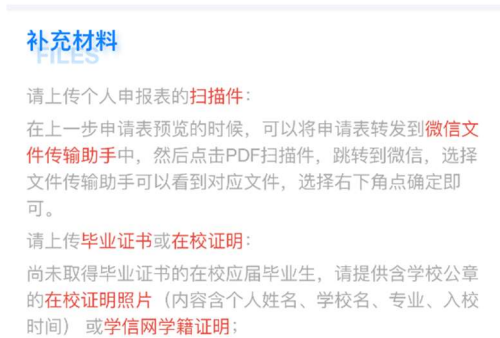 补充材料
FILES
请上传个人申报表的扫描件：
在上一步申请表预览的时候，可以将申请表转发到微信文
件传输助手中，然后点击PDF扫描件，跳转到微信，选择
文件传输助手可以看到对应文件，选择右下角点确定即
可。
请上传毕业证书或在校证明：
尚未取得毕业证书的在校应届毕业生，请提供含学校公章
的在校证明照片（内容含个人姓名、学校名、专业、入校
时间） 或学信网学籍证明；